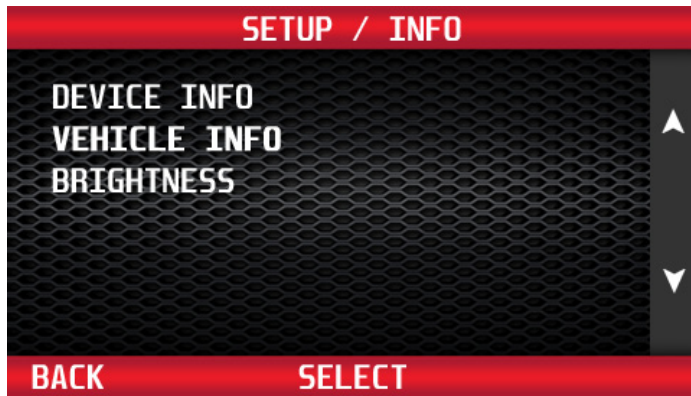 SETUP / INFO
DEVICE INFO
VEHICLE INFO
BRIGHTNESS
BACK SELECT